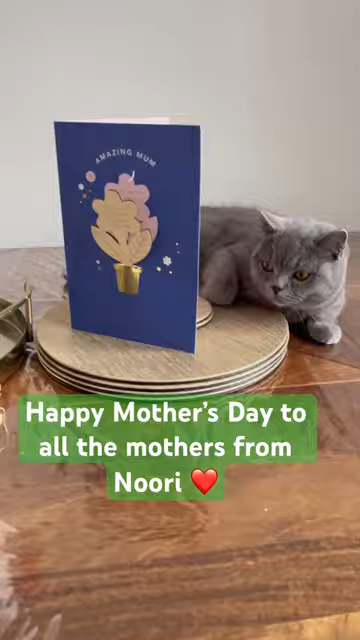 AMAZING MUM
Happy Mother's Day to
all the mothers from
Noori ❤️